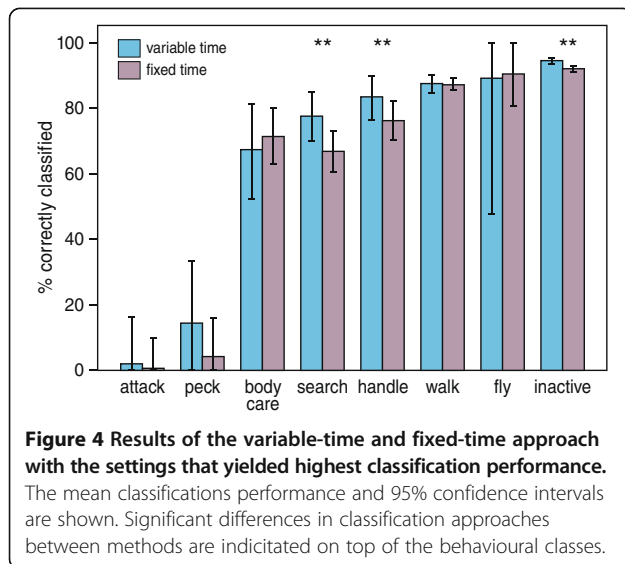 100
80
60
40
20
0
% correctly classified
variable time
fixed time
** ** **
attack peck body care search handle walk fly inactive
Figure 4 Results of the variable-time and fixed-time approach
with the settings that yielded highest classification performance.
The mean classifications performance and 95% confidence intervals
are shown. Significant differences in classification approaches
between methods are indicitated on top of the behavioural classes.